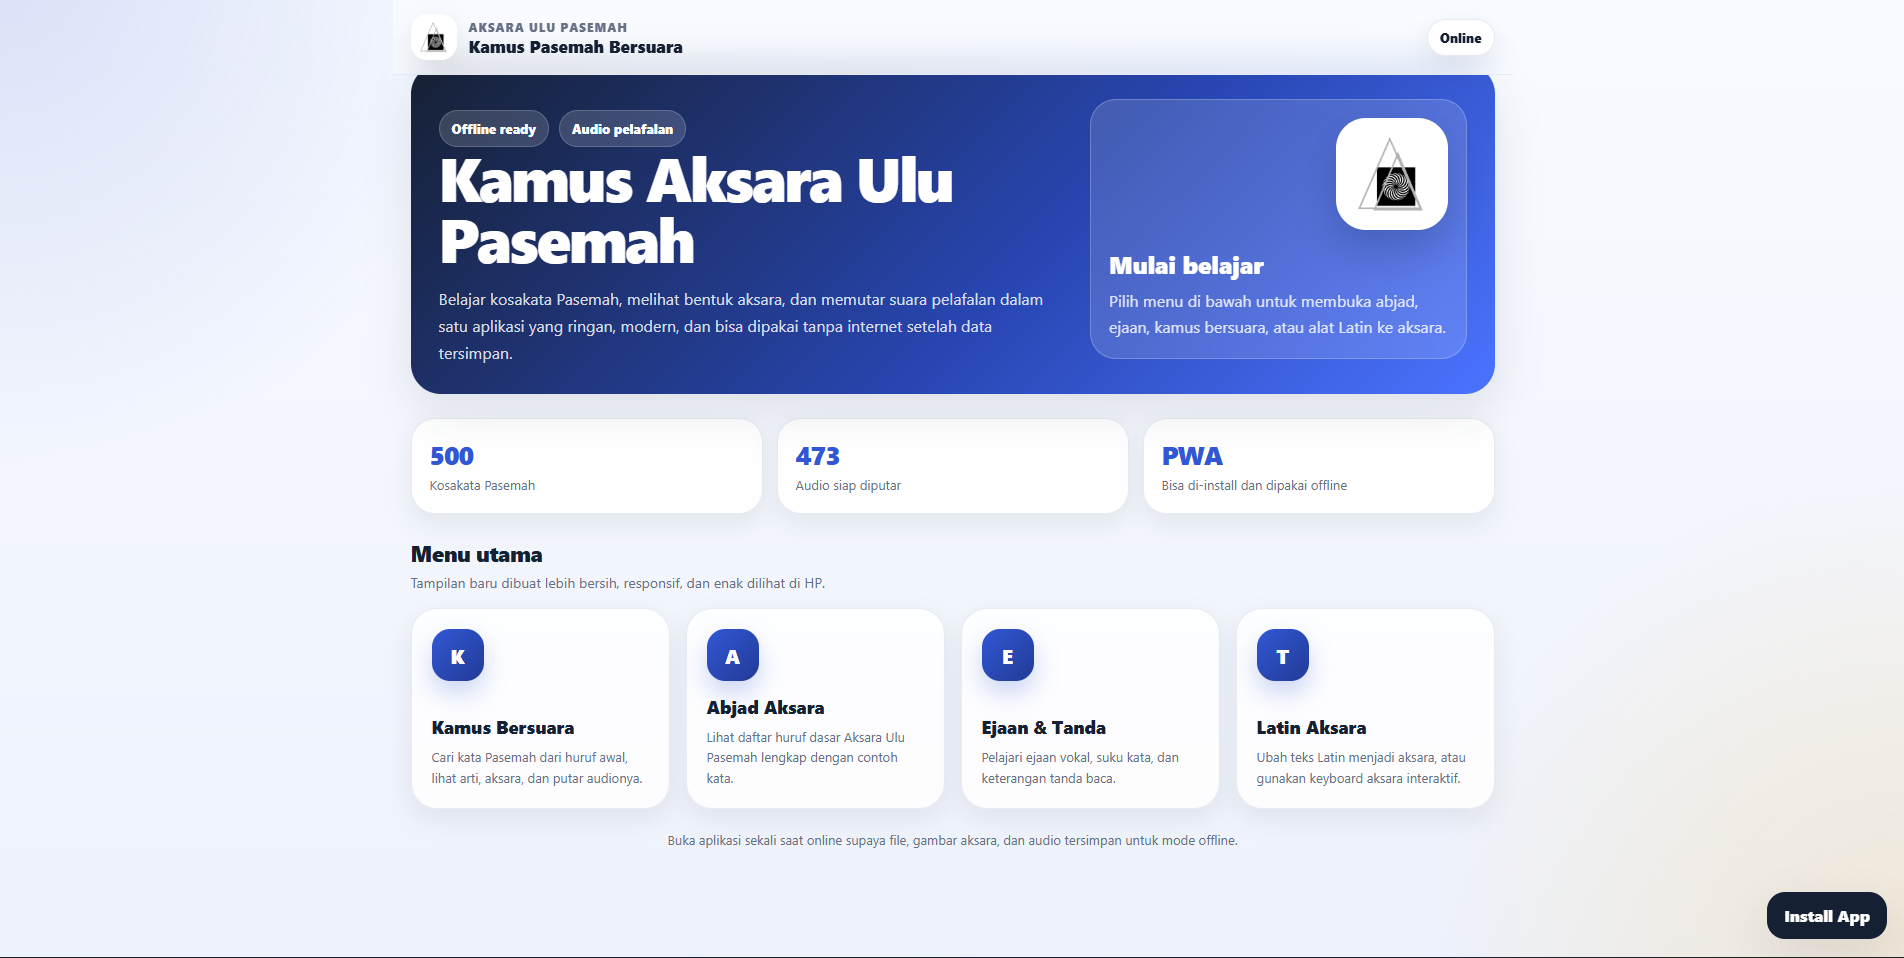 AKSARA ULU PASEMAH
Kamus Pasemah Bersuara
Online
Offline ready
Audio pelafalan
Kamus Aksara Ulu
Pasemah
Belajar kosakata Pasemah, melihat bentuk aksara, dan memutar suara pelafalan dalam
satu aplikasi yang ringan, modern, dan bisa dipakai tanpa internet setelah data
tersimpan.
Mulai belajar
Pilih menu di bawah untuk membuka abjad,
ejaan, kamus bersuara, atau alat Latin ke aksara.
500
Kosakata Pasemah
473
Audio siap diputar
PWA
Bisa di-install dan dipakai offline
Menu utama
Tampilan baru dibuat lebih bersih, responsif, dan enak dilihat di HP.
K
Kamus Bersuara
Cari kata Pasemah dari huruf awal,
lihat arti, aksara, dan putar audionya.
A
Abjad Aksara
Lihat daftar huruf dasar Aksara Ulu
Pasemah lengkap dengan contoh
kata.
E
Ejaan & Tanda
Pelajari ejaan vokal, suku kata, dan
keterangan tanda baca.
T
Latin Aksara
Ubah teks Latin menjadi aksara, atau
gunakan keyboard aksara interaktif.
Buka aplikasi sekali saat online supaya file, gambar aksara, dan audio tersimpan untuk mode offline.
Install App